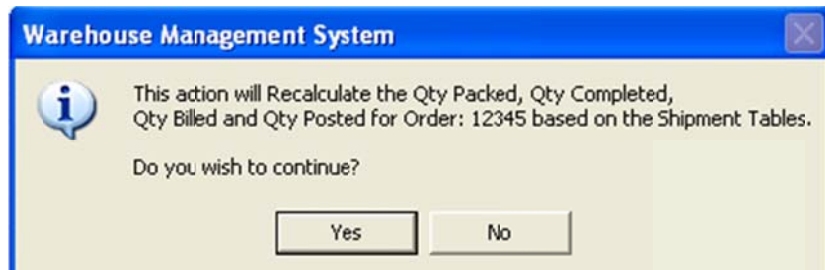 Warehouse Management System
This action will Recalculate the Qty Packed, Qty Completed,
Qty Billed and Qty Posted for Order: 12345 based on the Shipment Tables.
Do you wish to continue?
Yes
No